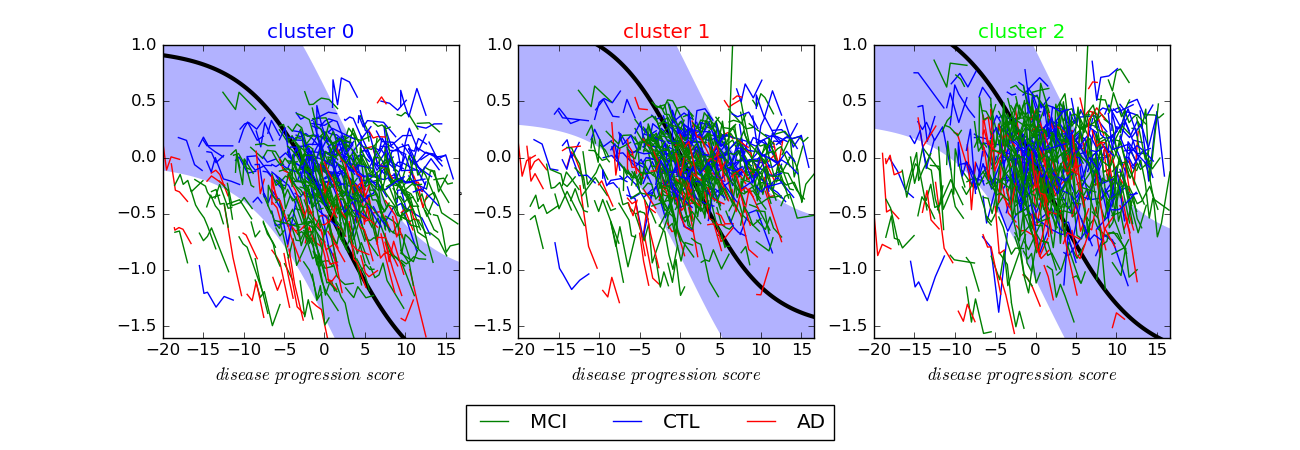 cluster 0 cluster 1 cluster 2
1.0 1.0 1.0
0.5 0.5 0.5
0.0 0.0 0.0
−0.5 −0.5 −0.5
−1.0 −1.0 −1.0
−1.5 −1.5 −1.5
−20 −15 −10 −5 0 5 10 15 −20 −15 −10 −5 0 5 10 15 −20 −15 −10 −5 0 5 10 15
disease progression score disease progression score disease progression score
MCI CTL AD